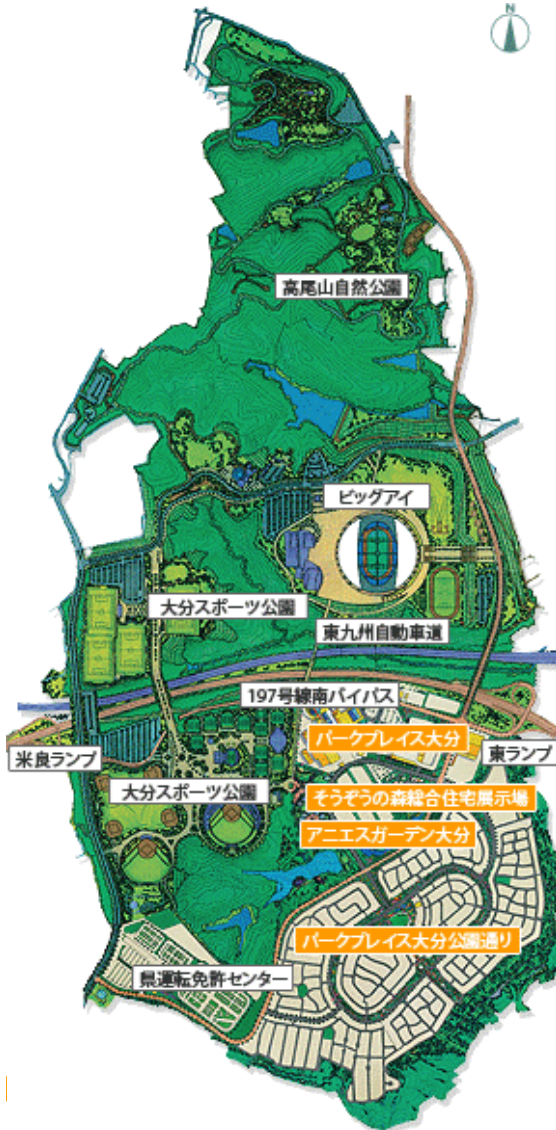 N
高尾山自然公園
ビッグアイ
大分スポーツ公園
東九州自動車道
197号線南バイパス
パークプレイス大分
米良ランプ
東ランプ
大分スポーツ公園
そうぞうの森総合住宅展示場
アニエスガーデン大分
パークプレイス大分公園通り
県運転免許センター